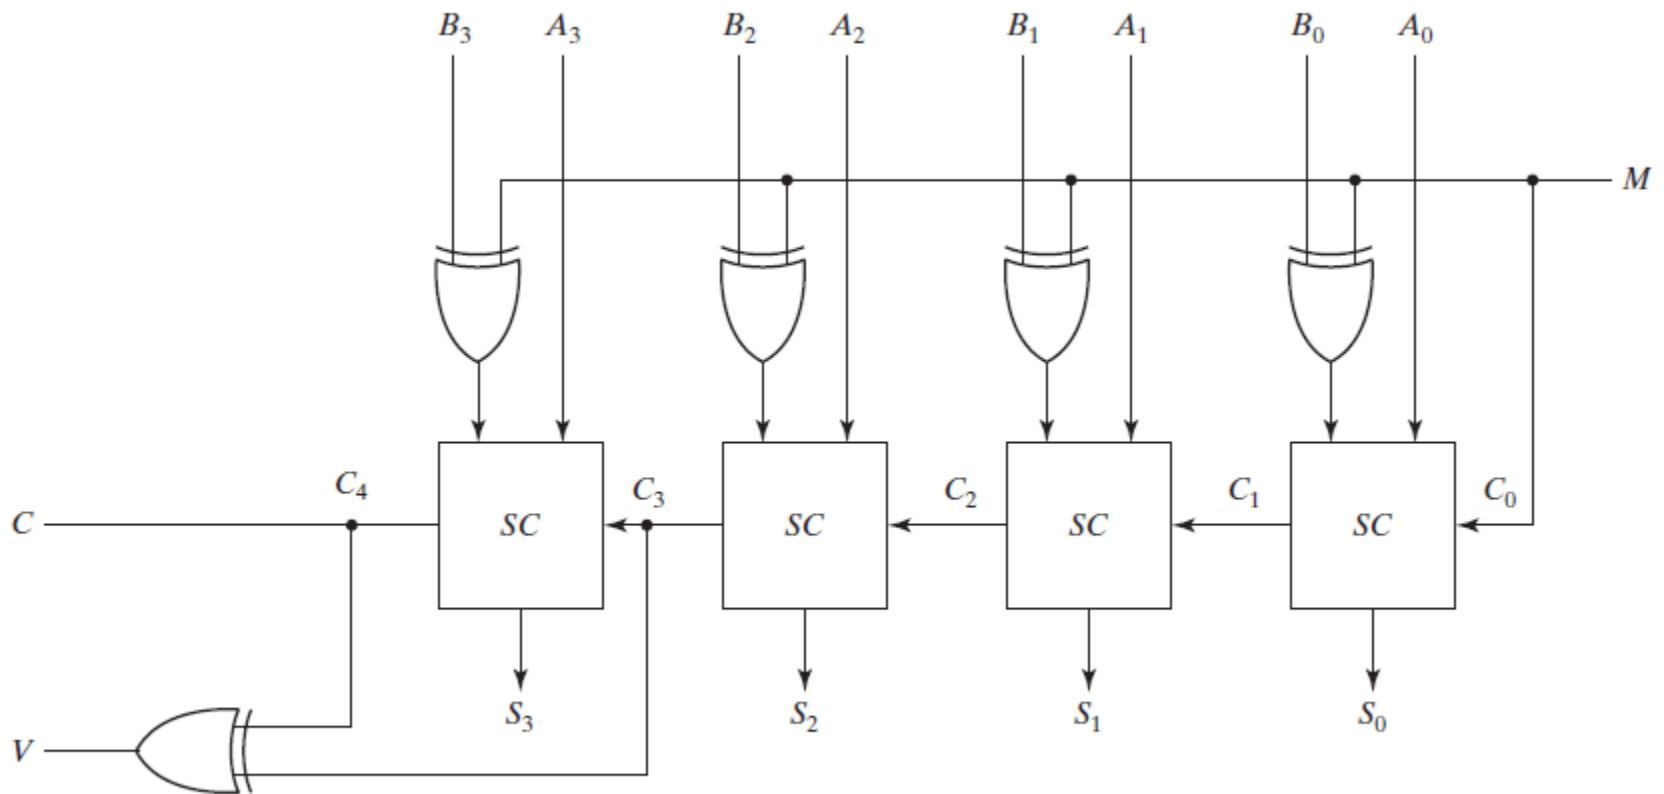 B₃ A₃ B₂ A₂ B₁ A₁ B₀ A₀
M
C₄ C₃ C₂ C₁ C₀
C SC SC SC SC
S₃ S₂ S₁ S₀
V